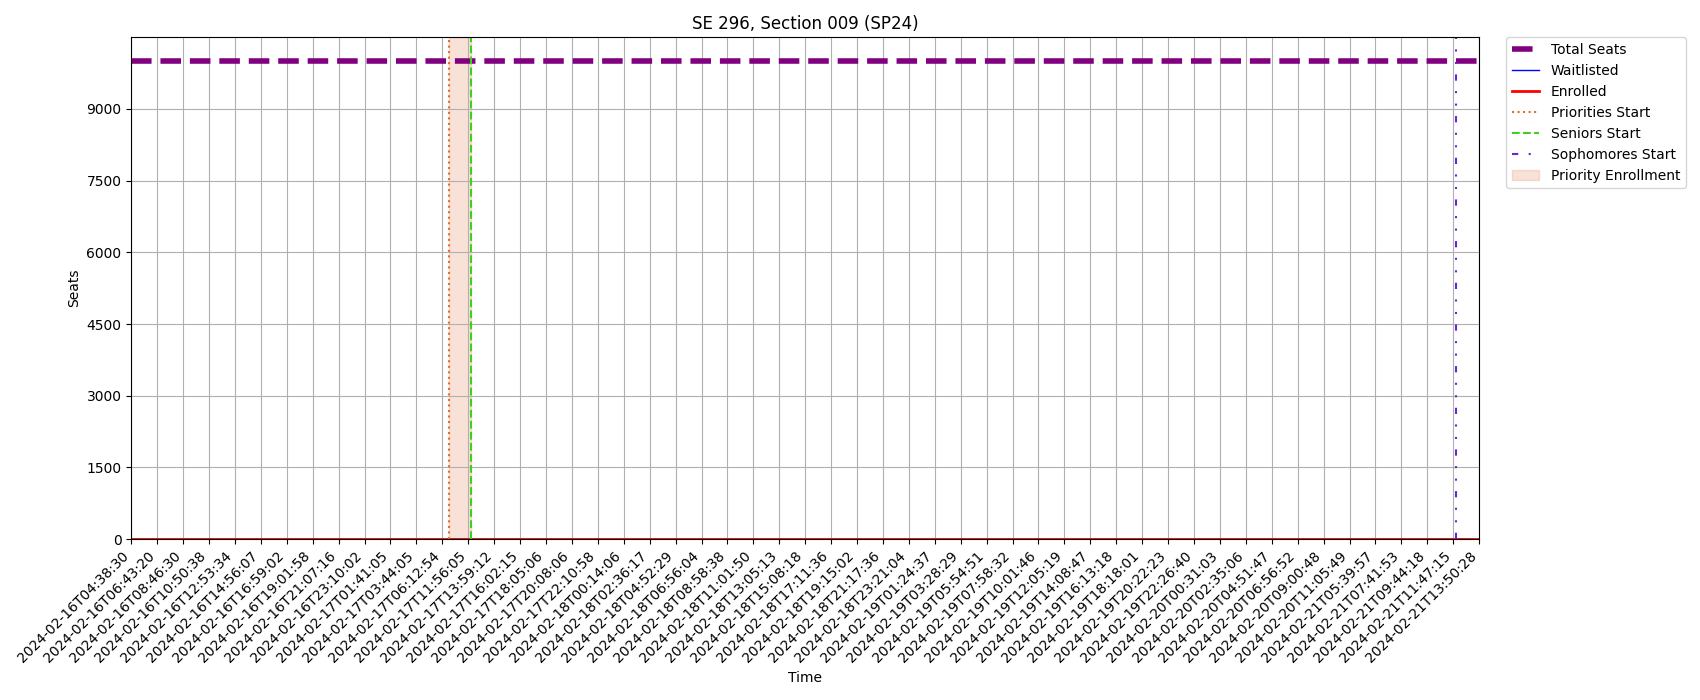 SE 296, Section 009 (SP24)
Total Seats
Waitlisted
Enrolled
Priorities Start
Seniors Start
Sophomores Start
Priority Enrollment
Seats
9000
7500
6000
4500
3000
1500
0
2024-02-16T04:38:30
2024-02-16T06:43:20
2024-02-16T08:46:30
2024-02-16T10:50:38
2024-02-16T12:53:34
2024-02-16T14:56:07
2024-02-16T16:59:02
2024-02-16T19:01:58
2024-02-16T21:07:16
2024-02-16T23:10:02
2024-02-17T01:41:05
2024-02-17T03:44:05
2024-02-17T06:12:54
2024-02-17T11:56:05
2024-02-17T13:59:12
2024-02-17T16:02:15
2024-02-17T18:05:06
2024-02-17T20:08:06
2024-02-17T22:10:58
2024-02-18T00:14:06
2024-02-18T02:36:17
2024-02-18T04:52:29
2024-02-18T06:56:04
2024-02-18T08:58:38
2024-02-18T11:01:50
2024-02-18T13:05:13
2024-02-18T15:08:18
2024-02-18T17:11:36
2024-02-18T19:15:02
2024-02-18T21:17:36
2024-02-18T23:21:04
2024-02-19T01:24:37
2024-02-19T03:28:29
2024-02-19T05:54:51
2024-02-19T07:58:32
2024-02-19T10:01:46
2024-02-19T12:05:19
2024-02-19T14:08:47
2024-02-19T16:13:18
2024-02-19T18:18:01
2024-02-19T20:22:23
2024-02-19T22:26:40
2024-02-20T00:31:03
2024-02-20T02:35:06
2024-02-20T04:51:47
2024-02-20T06:56:52
2024-02-20T09:00:48
2024-02-20T11:05:49
2024-02-21T05:39:57
2024-02-21T07:41:53
2024-02-21T09:44:18
2024-02-21T11:47:15
2024-02-21T13:50:28
Time